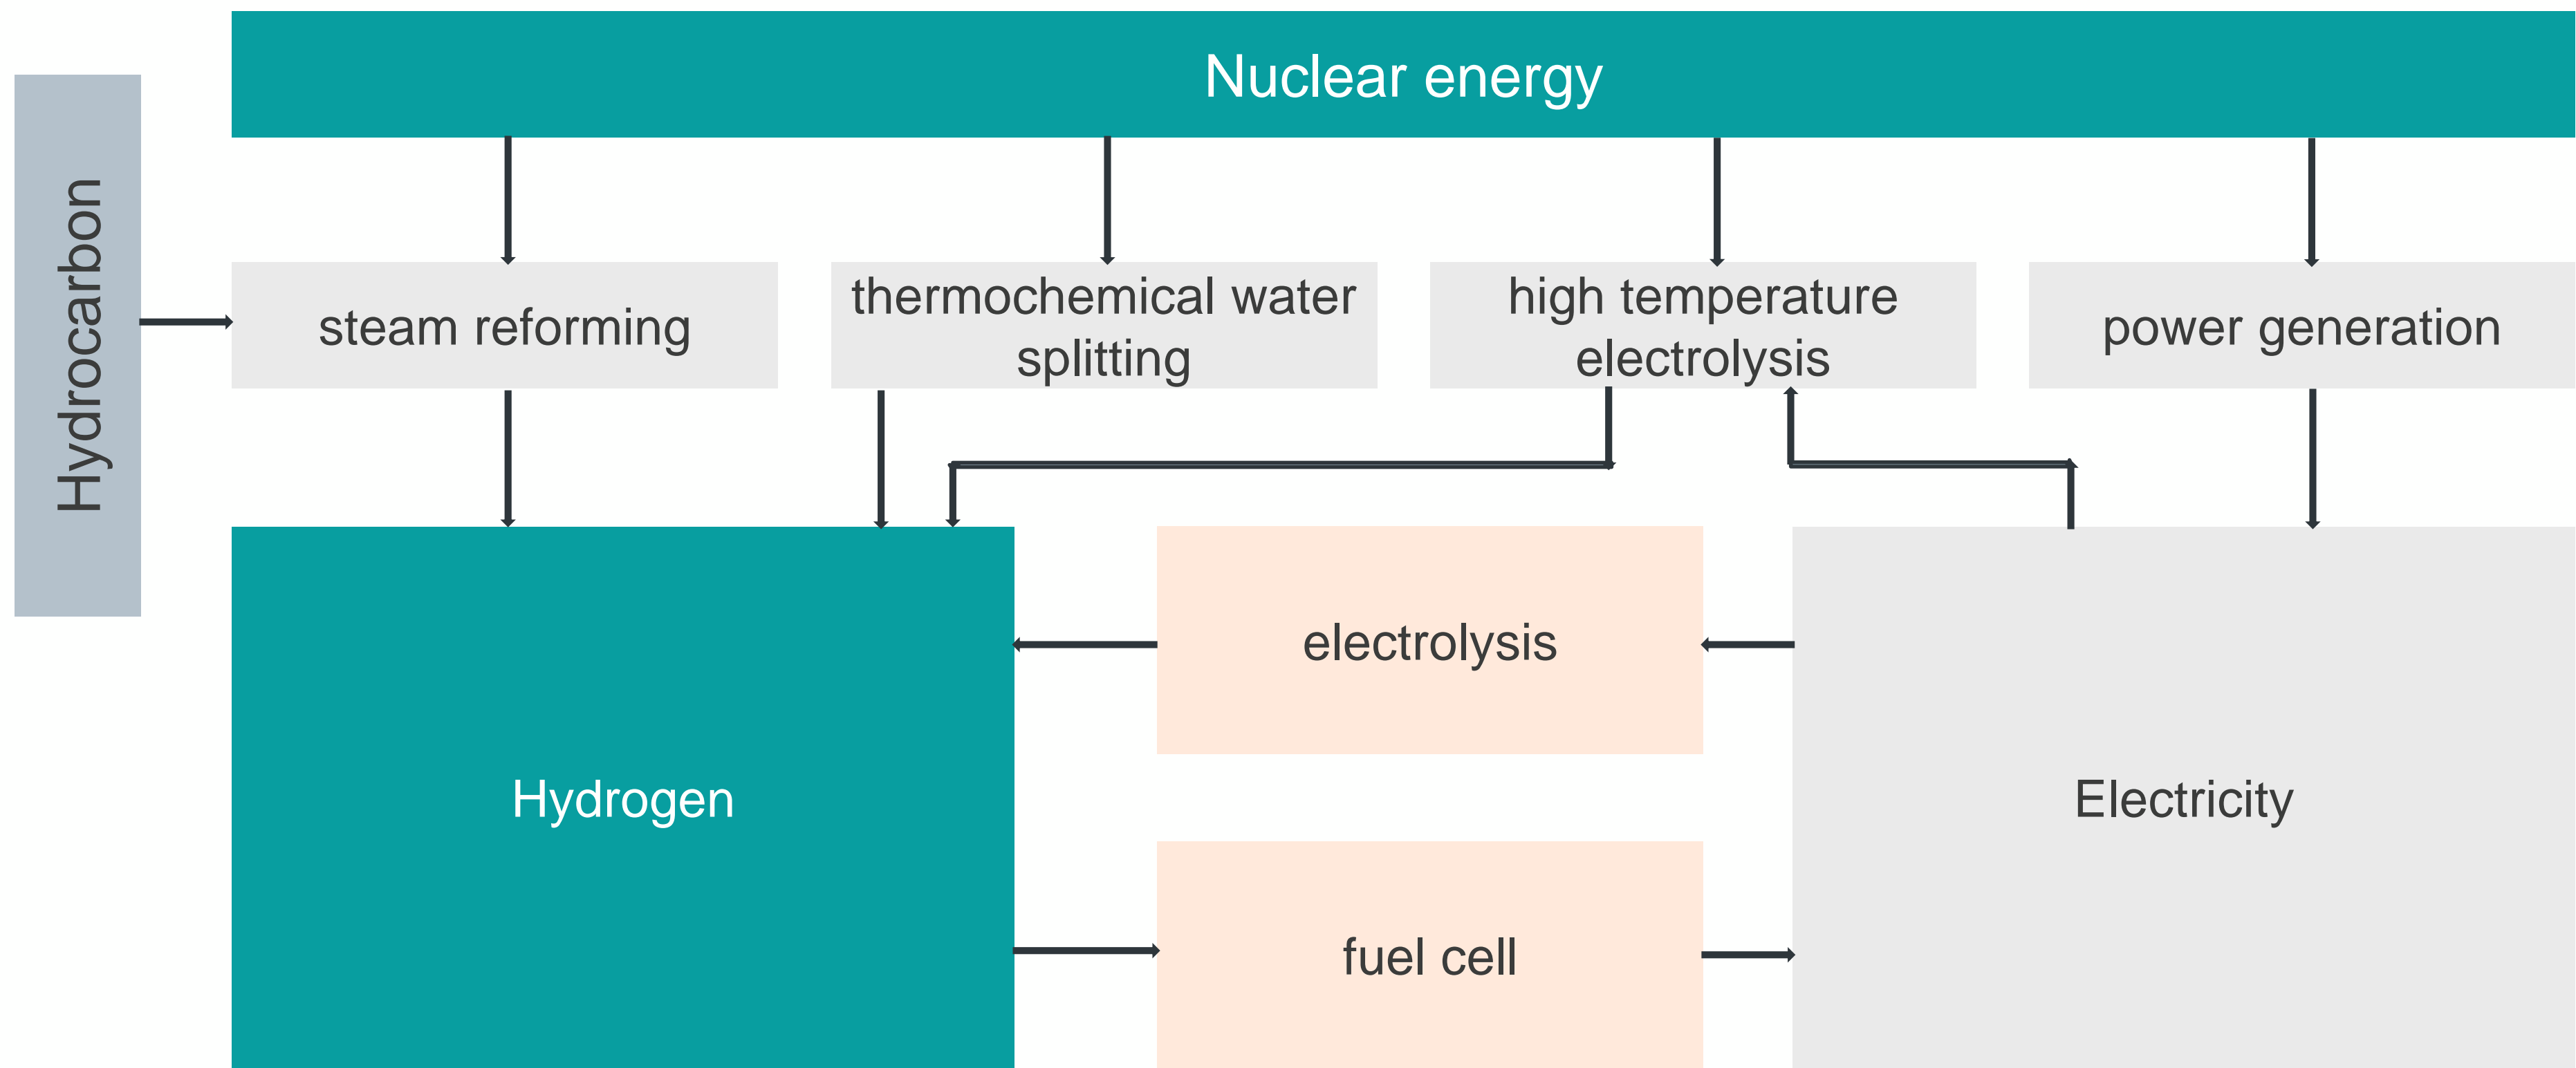 Nuclear energy
Hydrocarbon
steam reforming
thermochemical water
splitting
high temperature
electrolysis
power generation
electrolysis
Hydrogen
Electricity
fuel cell